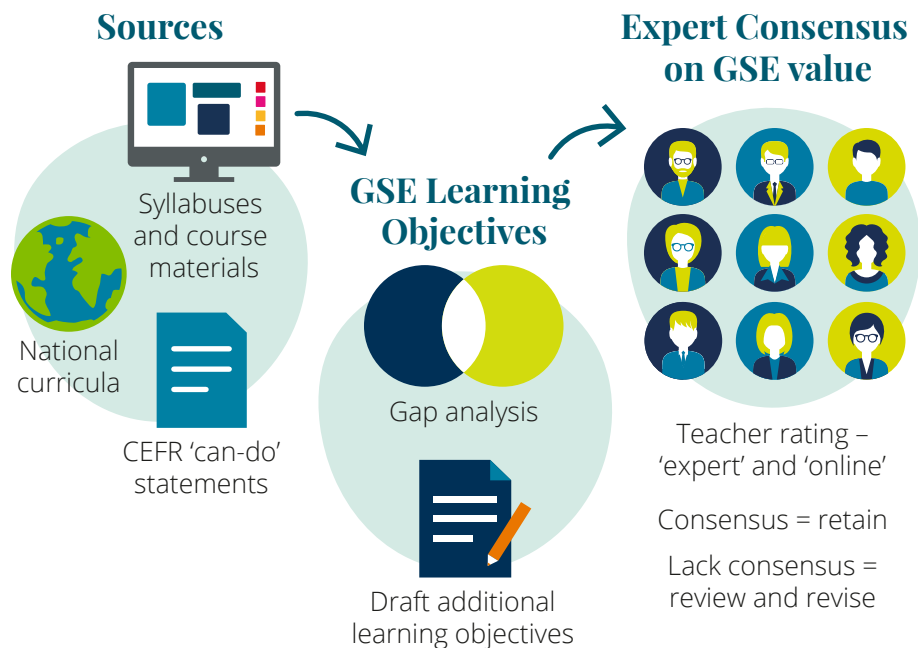 Sources
Syllabuses
and course
materials
National
curricula
CEFR ‘can-do’
statements
GSE Learning
Objectives
Gap analysis
Draft additional
learning objectives
Expert Consensus
on GSE value
Teacher rating –
‘expert’ and ‘online’
Consensus = retain
Lack consensus =
review and revise